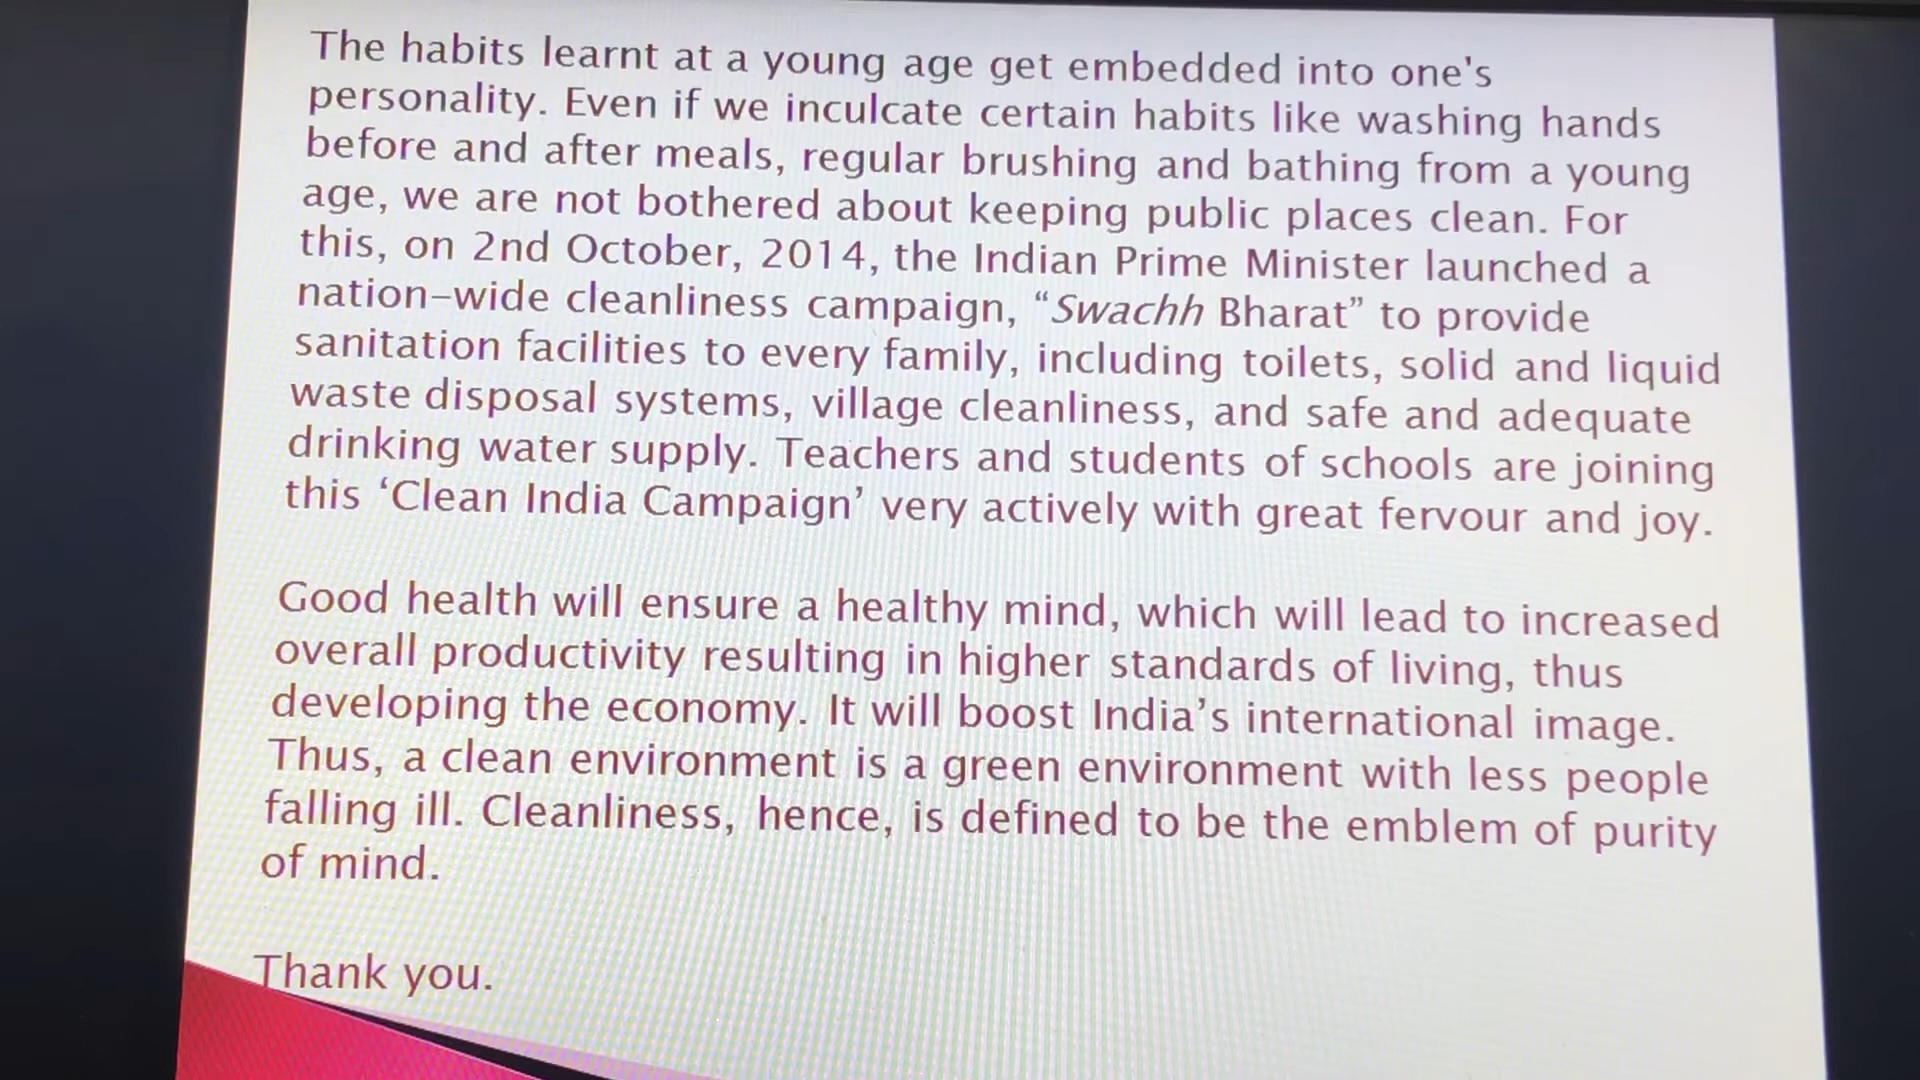 The habits learnt at a young age get embedded into one's
personality. Even if we inculcate certain habits like washing hands
before and after meals, regular brushing and bathing from a young
age, we are not bothered about keeping public places clean. For
this, on 2nd October, 2014, the Indian Prime Minister launched a
nation-wide cleanliness campaign, “Swachh Bharat” to provide
sanitation facilities to every family, including toilets, solid and liquid
waste disposal systems, village cleanliness, and safe and adequate
drinking water supply. Teachers and students of schools are joining
this ‘Clean India Campaign’ very actively with great fervour and joy.
Good health will ensure a healthy mind, which will lead to increased
overall productivity resulting in higher standards of living, thus
developing the economy. It will boost India’s international image.
Thus, a clean environment is a green environment with less people
falling ill. Cleanliness, hence, is defined to be the emblem of purity
of mind.
Thank you.